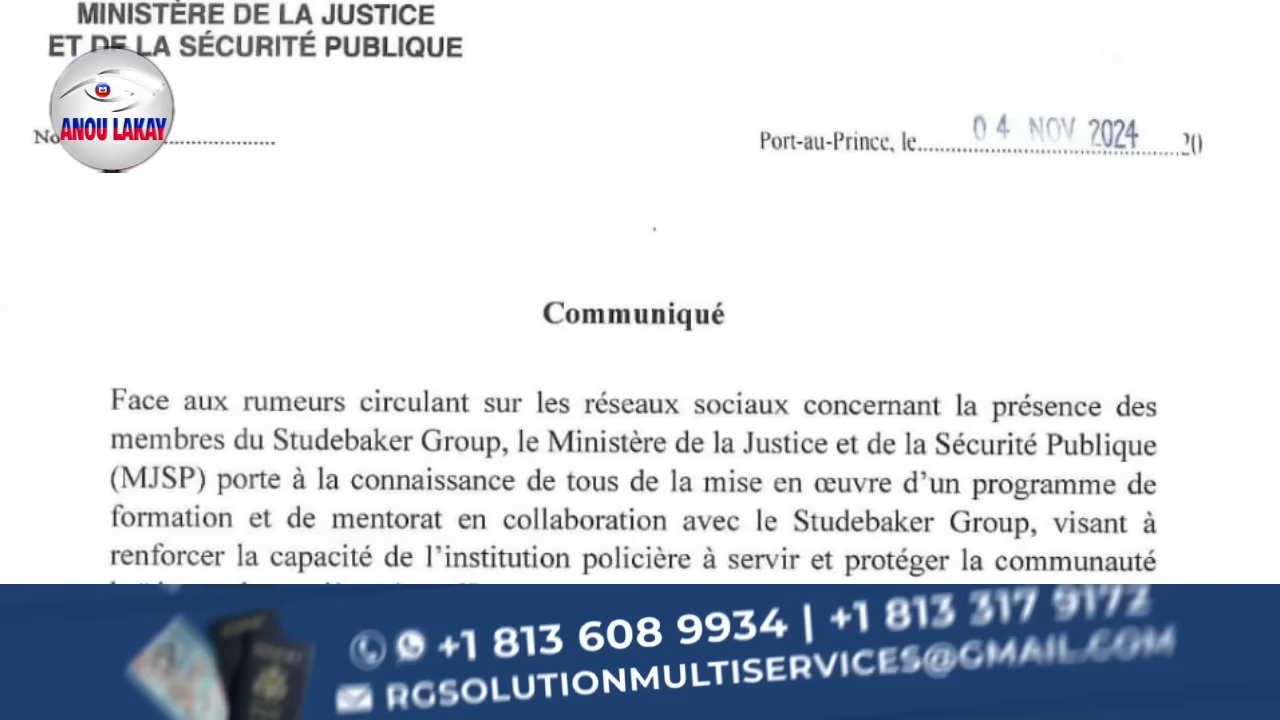 MINISTÈRE DE LA JUSTICE
ET DE LA SÉCURITÉ PUBLIQUE
ANOU LAKAY
No....................
Port-au-Prince, le 04 NOV 2024 20
Communiqué
Face aux rumeurs circulant sur les réseaux sociaux concernant la présence des
membres du Studebaker Group, le Ministère de la Justice et de la Sécurité Publique
(MJSP) porte à la connaissance de tous de la mise en œuvre d’un programme de
formation et de mentorat en collaboration avec le Studebaker Group, visant à
renforcer la capacité de l’institution policière à servir et protéger la communauté
+1 813 608 9934 | +1 813 317 9172
RGSOLUTIONMULTISERVICES@GMAIL.COM